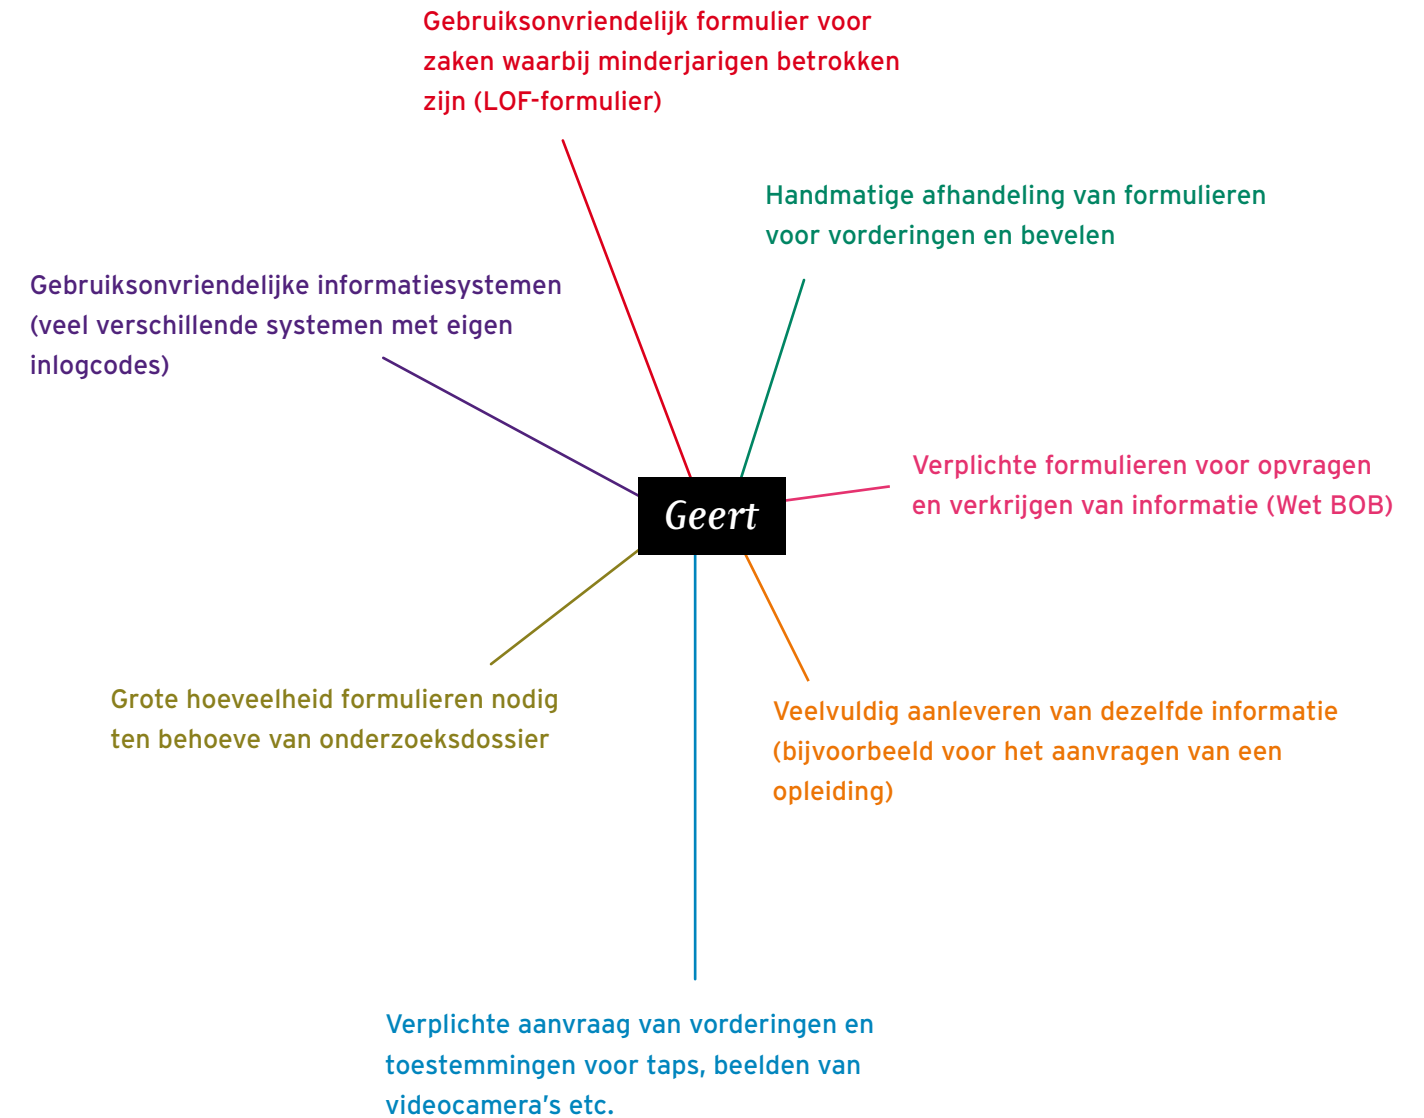 Gebruiksonvriendelijk formulier voor
zaken waarbij minderjarigen betrokken
zijn (LOF-formulier)
Handmatige afhandeling van formulieren
voor vorderingen en bevelen
Gebruiksonvriendelijke informatiesystemen
(veel verschillende systemen met eigen
inlogcodes)
Verplichte formulieren voor opvragen
en verkrijgen van informatie (Wet BOB)
Geert
Grote hoeveelheid formulieren nodig
ten behoeve van onderzoeksdossier
Veelvuldig aanleveren van dezelfde informatie
(bijvoorbeeld voor het aanvragen van een
opleiding)
Verplichte aanvraag van vorderingen en
toestemmingen voor taps, beelden van
videocamera's etc.